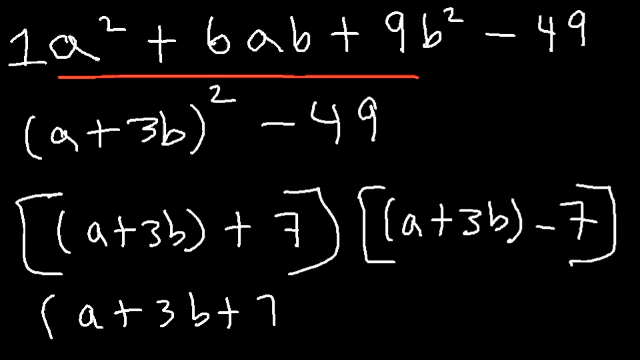 1a² + 6ab + 9b² - 49
(a+3b)² - 49
[(a+3b) + 7) [(a+3b) - 7]
(a+3b+7